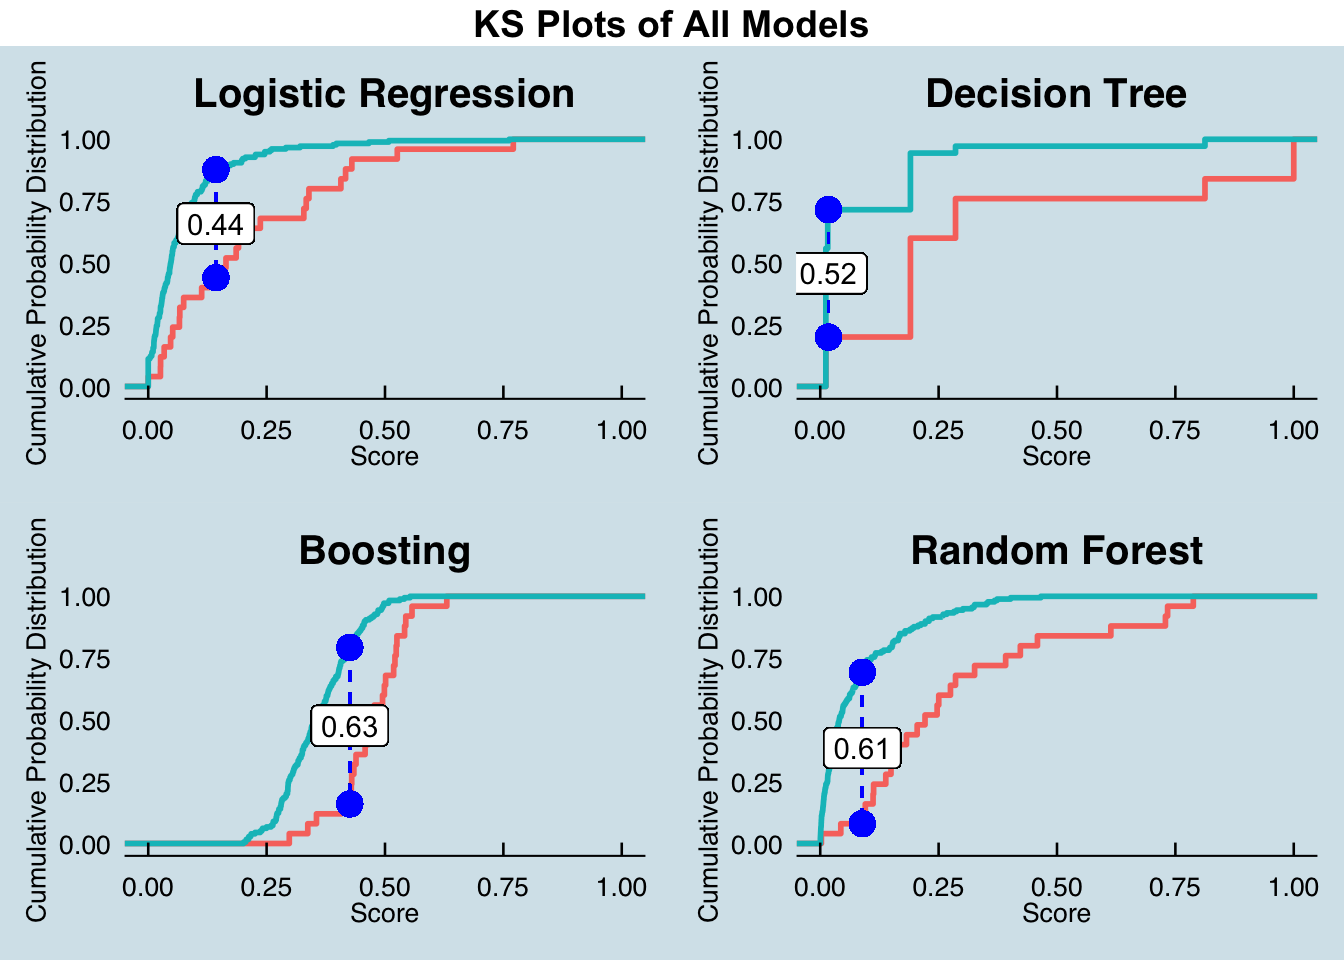 KS Plots of All Models
Logistic Regression
Cumulative Probability Distribution
1.00
0.75
0.50
0.25
0.00
0.44
0.00 0.25 0.50 0.75 1.00
Score
Decision Tree
Cumulative Probability Distribution
1.00
0.75
0.50
0.25
0.00
0.52
0.00 0.25 0.50 0.75 1.00
Score
Boosting
Cumulative Probability Distribution
1.00
0.75
0.50
0.25
0.00
0.63
0.00 0.25 0.50 0.75 1.00
Score
Random Forest
Cumulative Probability Distribution
1.00
0.75
0.50
0.25
0.00
0.61
0.00 0.25 0.50 0.75 1.00
Score